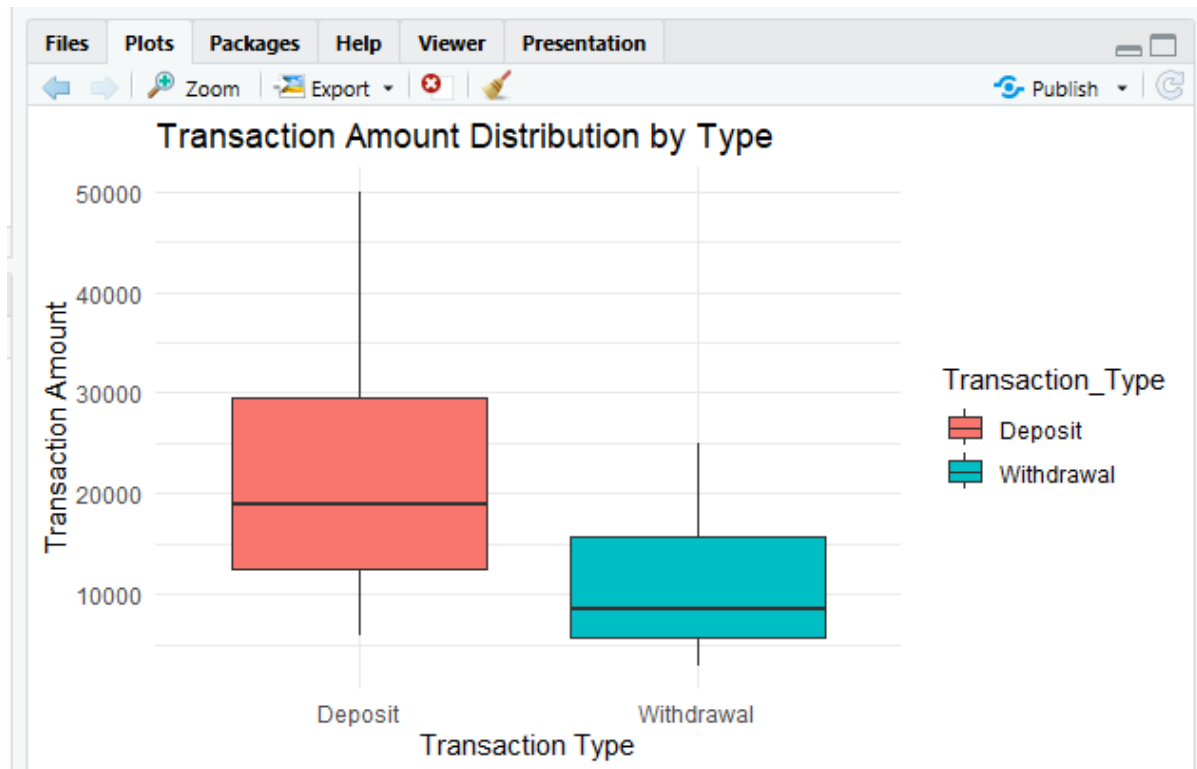 Files Plots Packages Help Viewer Presentation
Zoom Export Publish
Transaction Amount Distribution by Type
50000
40000
30000
20000
10000
Transaction Amount
Deposit Withdrawal
Transaction Type
Transaction_Type
Deposit
Withdrawal